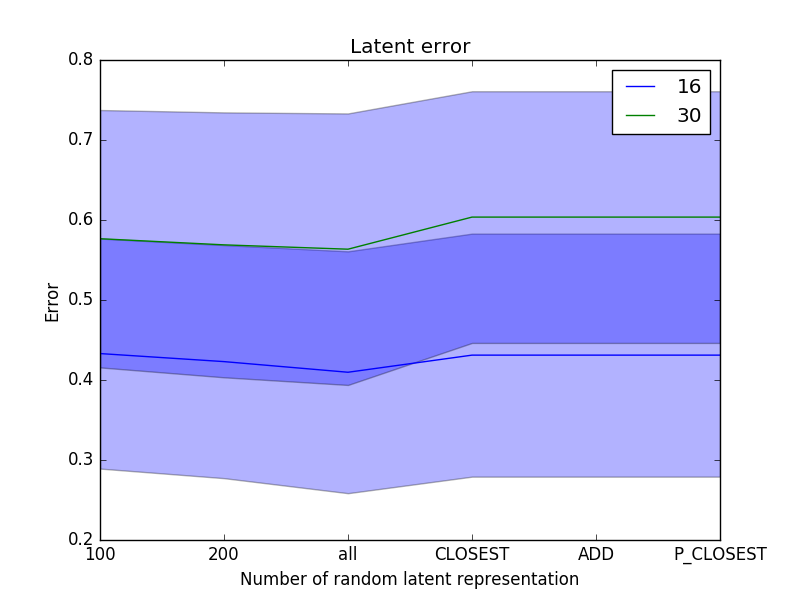 Latent error
16
30
0.8
0.7
0.6
0.5
0.4
0.3
0.2
Error
100 200 all CLOSEST ADD P_CLOSEST
Number of random latent representation